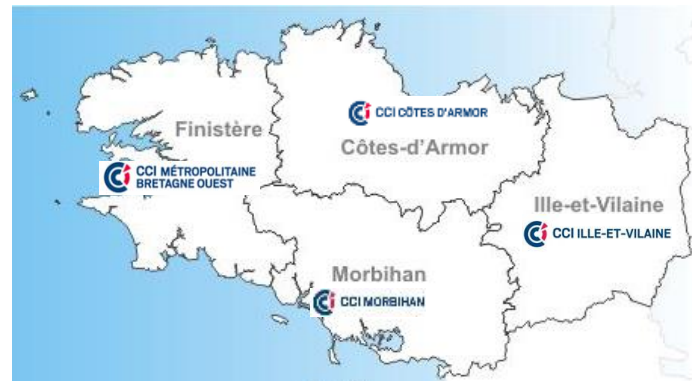 CCI CÔTES D'ARMOR
Finistère
Côtes-d'Armor
CCI MÉTROPOLITAINE
BRETAGNE OUEST
Ille-et-Vilaine
CCI ILLE-ET-VILAINE
Morbihan
CCI MORBIHAN